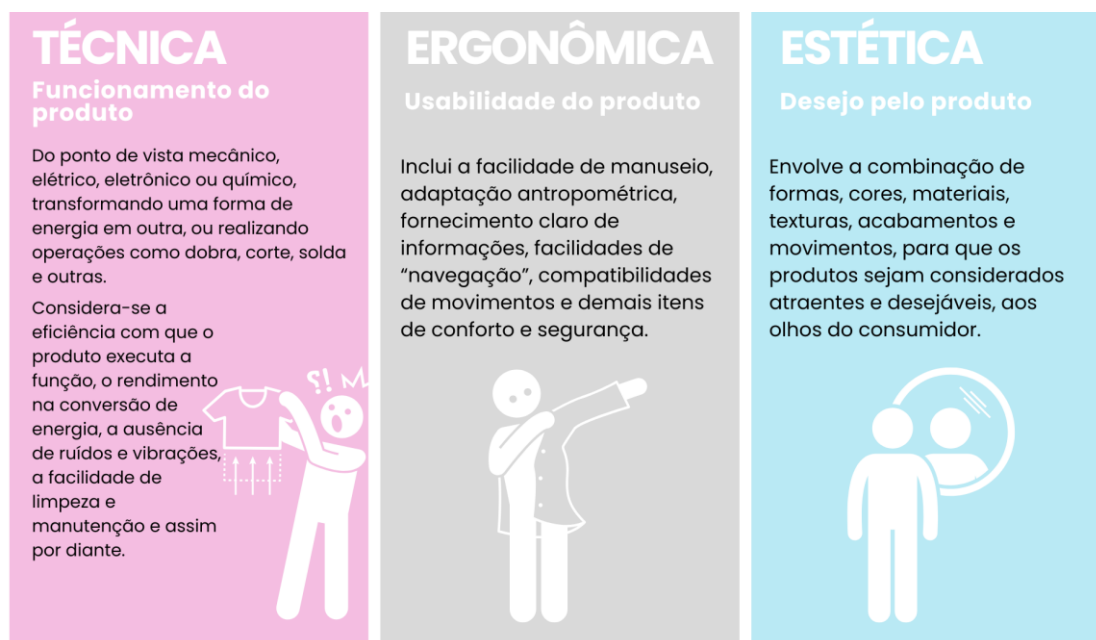 TÉCNICA
Funcionamento do
produto
Do ponto de vista mecânico,
elétrico, eletrônico ou químico,
transformando uma forma de
energia em outra, ou realizando
operações como dobra, corte, solda
e outras.
Considera-se a
eficiência com que o
produto executa a
função, o rendimento
na conversão de
energia, a ausência
de ruídos e vibrações,
a facilidade de
limpeza e
manutenção e assim
por diante.
?!
ERGONÔMICA
Usabilidade do produto
Inclui a facilidade de manuseio,
adaptação antropométrica,
fornecimento claro de
informações, facilidades de
“navegação”, compatibilidades
de movimentos e demais itens
de conforto e segurança.
ESTÉTICA
Desejo pelo produto
Envolve a combinação de
formas, cores, materiais,
texturas, acabamentos e
movimentos, para que os
produtos sejam considerados
atraentes e desejáveis, aos
olhos do consumidor.